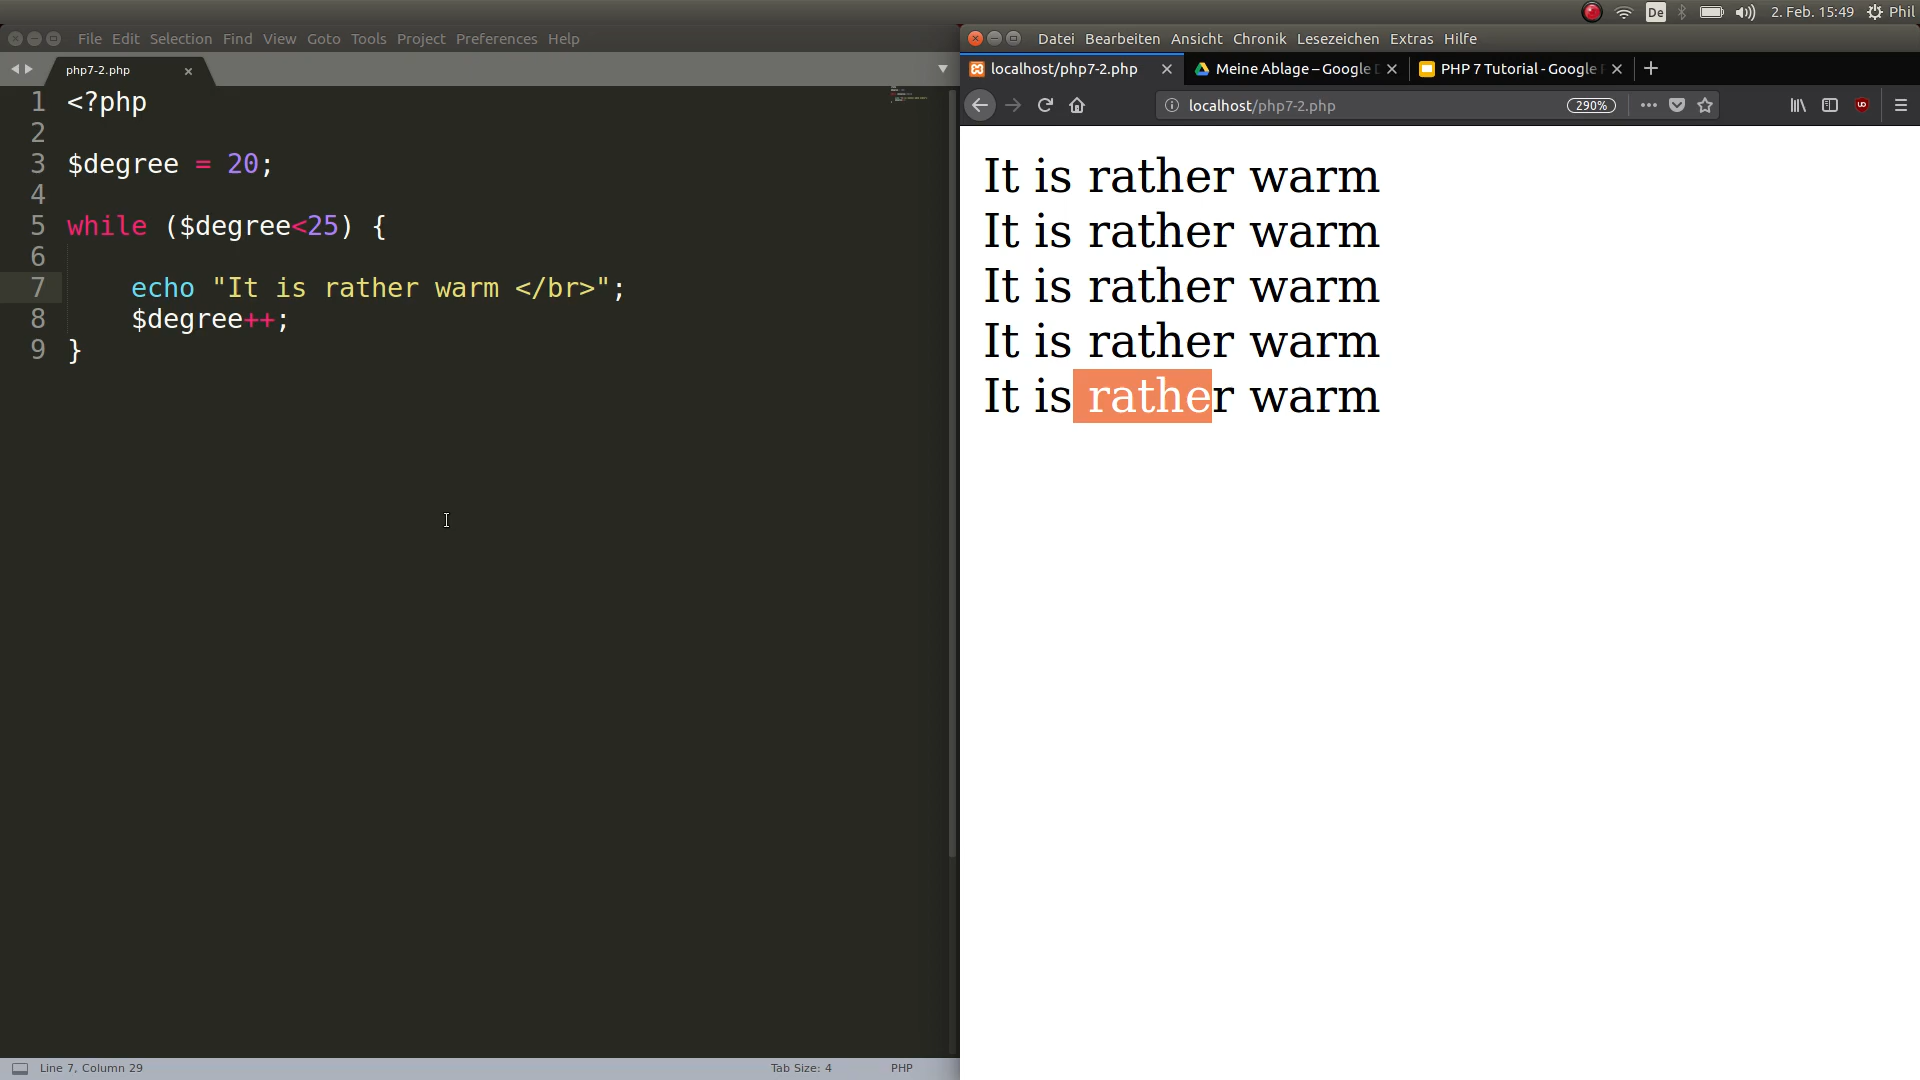 De 2. Feb. 15:49 Phil
File Edit Selection Find View Goto Tools Project Preferences Help
php7-2.php
1 <?php
2
3 $degree = 20;
4
5 while ($degree<25) {
6
7 echo "It is rather warm </br>";
8 $degree++;
9 }
Line 7, Column 29 Tab Size: 4 PHP
Datei Bearbeiten Ansicht Chronik Lesezeichen Extras Hilfe
localhost/php7-2.php Meine Ablage – Google D PHP 7 Tutorial - Google
localhost/php7-2.php 290%
It is rather warm
It is rather warm
It is rather warm
It is rather warm
It is rather warm